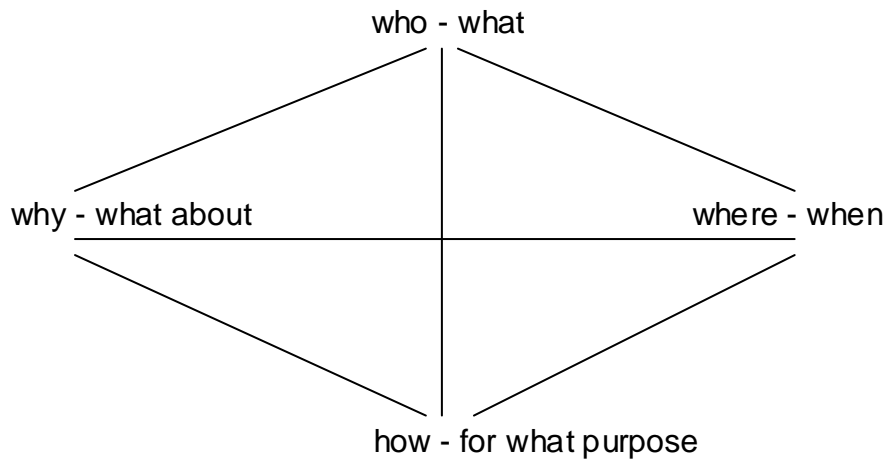 who - what
why - what about
where - when
how - for what purpose